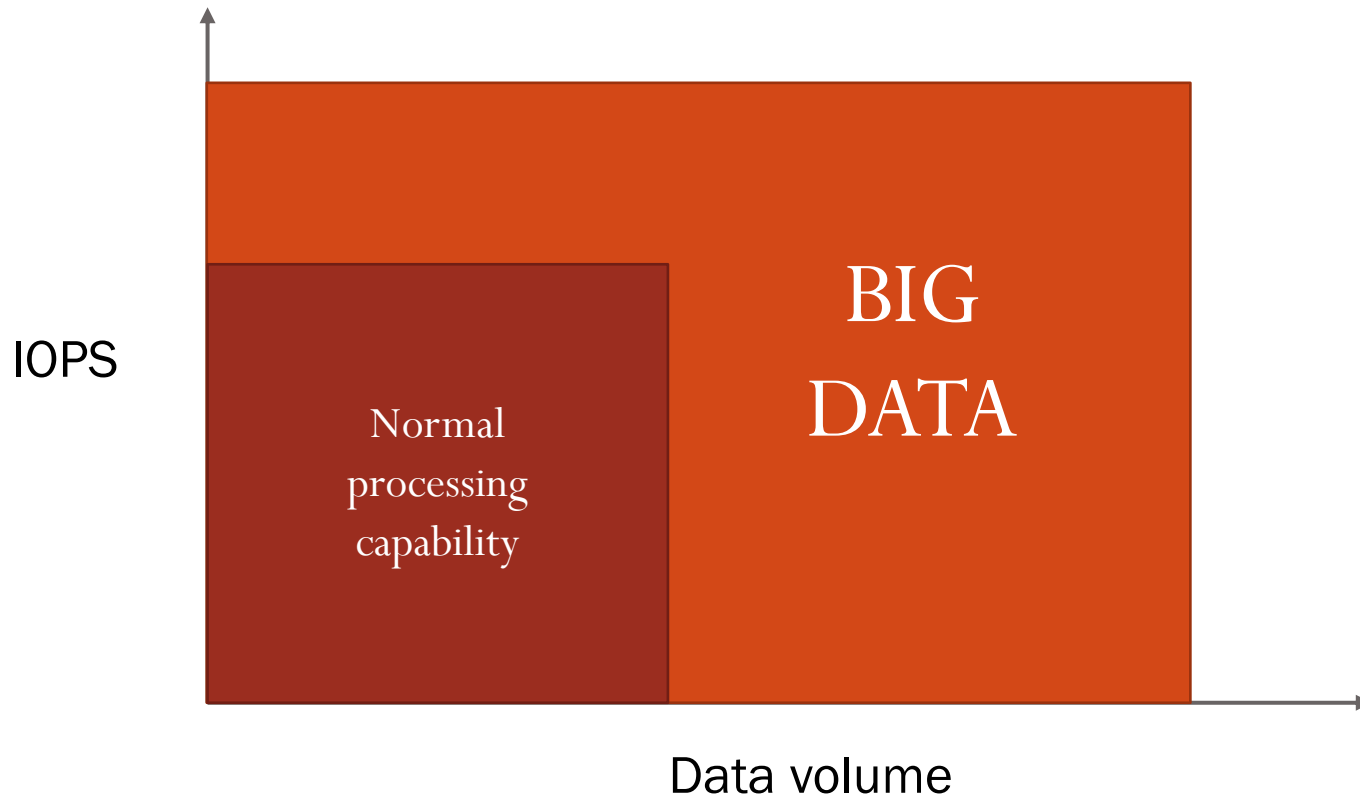 IOPS
BIG
DATA
Normal
processing
capability
Data volume